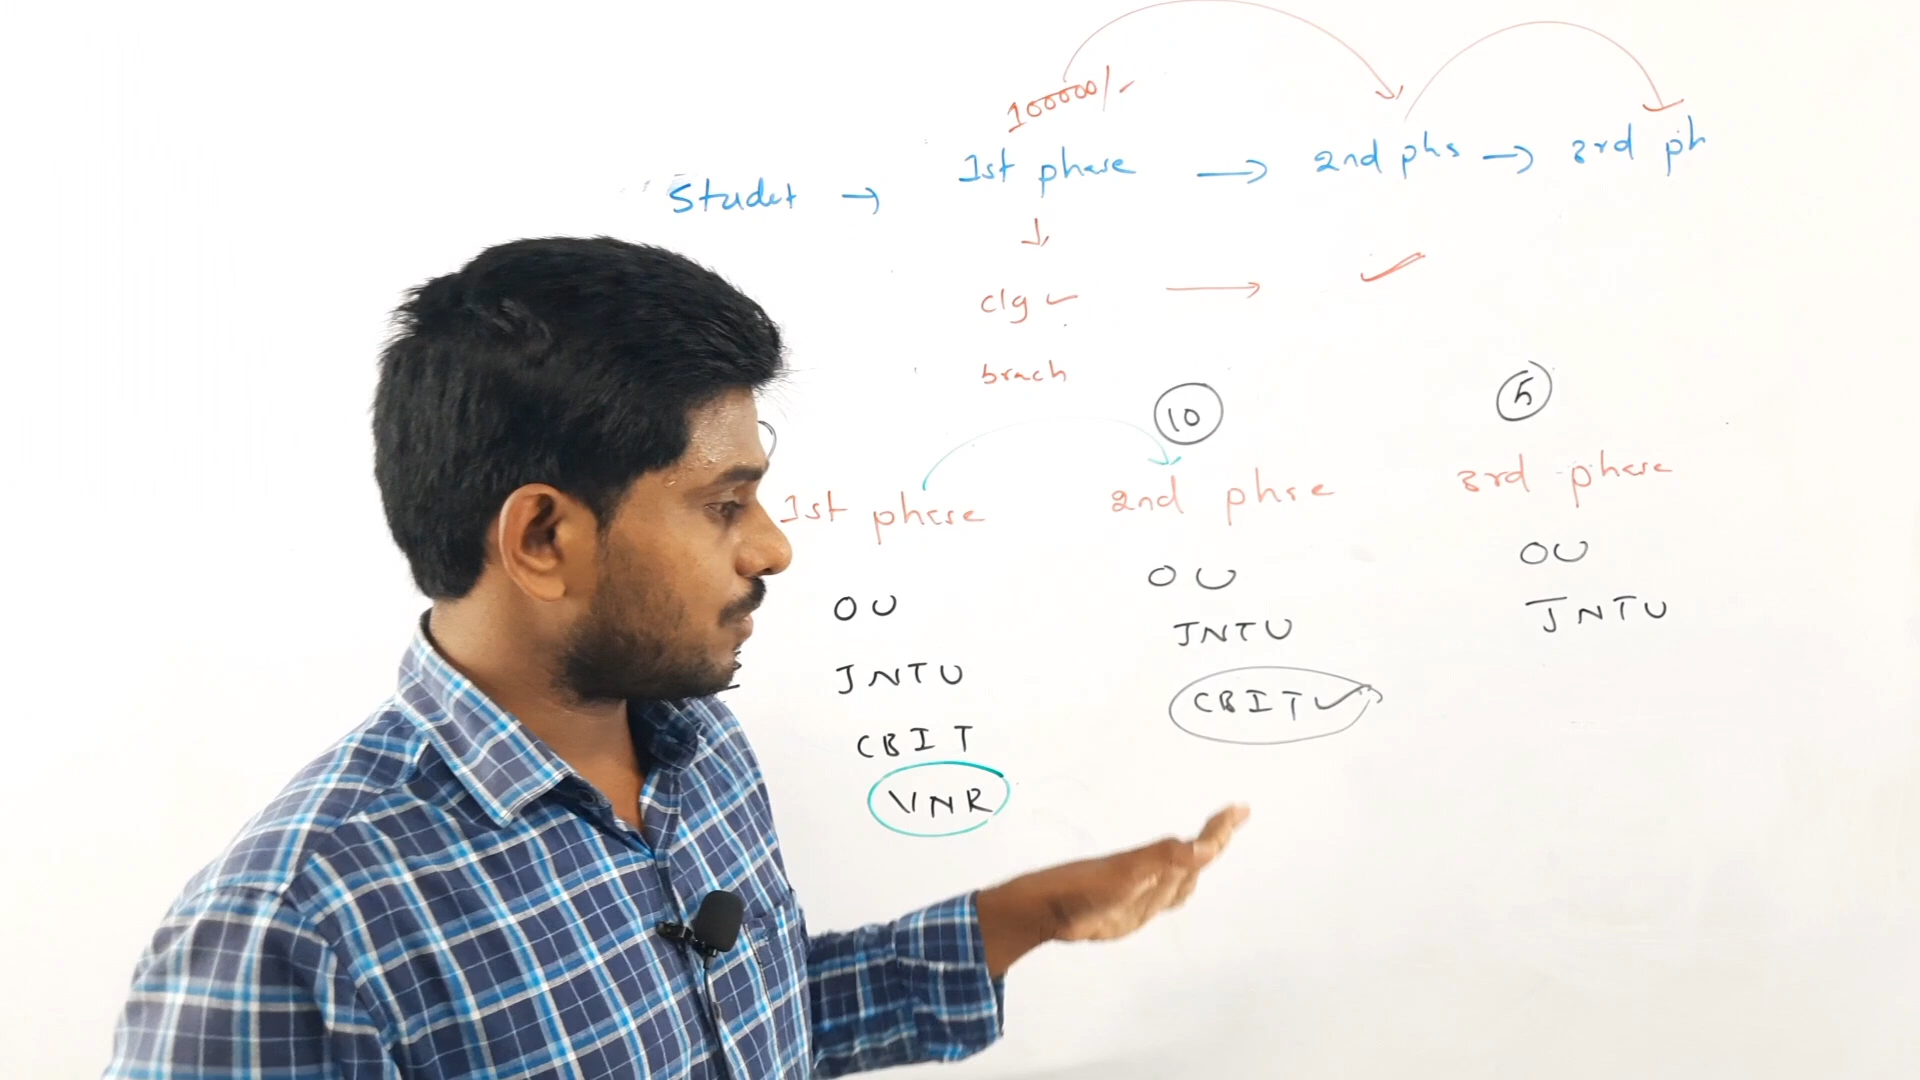 100000/-
Studet → 1st phase → 2nd phs → 3rd ph
↓
clg ✓ → ✓
brach
10 5
1st phese 2nd phse 3rd phese
OU OU OU
JNTU JNTU JNTU
CBIT CBIT ✓
VNR